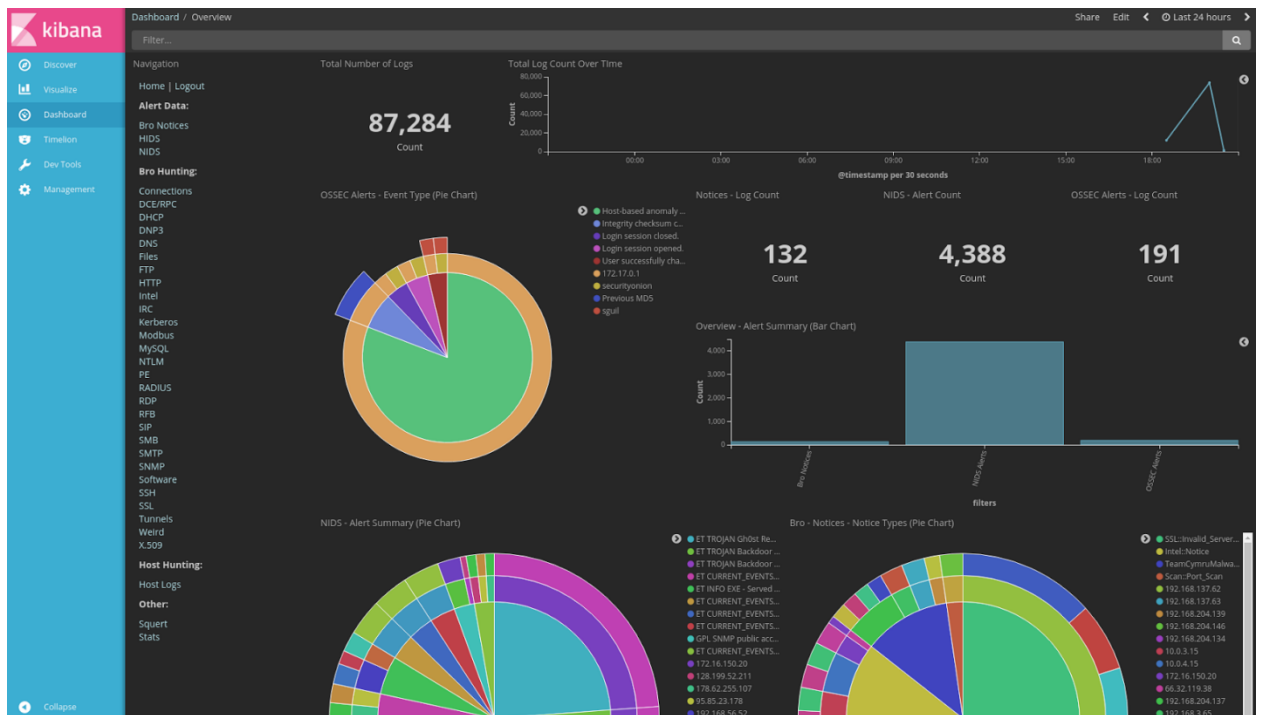 kibana
Discover
Visualize
Dashboard
Timelion
Dev Tools
Management
Collapse
Dashboard / Overview
Share Edit Last 24 hours
Filter...
Navigation
Home | Logout
Alert Data:
Bro Notices
HIDS
NIDS
Bro Hunting:
Connections
DCE/RPC
DHCP
DNP3
DNS
Files
FTP
HTTP
Intel
IRC
Kerberos
Modbus
MySQL
NTLM
PE
RADIUS
RDP
RFB
SIP
SMB
SMTP
SNMP
Software
SSH
SSL
Tunnels
Weird
X.509
Host Hunting:
Host Logs
Other:
Squert
Stats
Total Number of Logs
87,284
Count
Total Log Count Over TIme
80,000
60,000
40,000
20,000
0
Count
00:00 03:00 06:00 09:00 12:00 15:00 18:00
@timestamp per 30 seconds
OSSEC Alerts - Event Type (Pie Chart)
Host-based anomaly ...
Integrity checksum c...
Login session closed.
Login session opened.
User successfully cha...
172.17.0.1
securityonion
Previous MD5
sguil
Notices - Log Count
132
Count
NIDS - Alert Count
4,388
Count
OSSEC Alerts - Log Count
191
Count
Overview - Alert Summary (Bar Chart)
4,000
3,000
2,000
1,000
0
Count
Bro Notices
NIDS Alerts
OSSEC Alerts
filters
NIDS - Alert Summary (Pie Chart)
ET TROJAN Gh0st Re...
ET TROJAN Backdoor ...
ET TROJAN Backdoor ...
ET CURRENT_EVENTS...
ET INFO EXE - Served ...
ET CURRENT_EVENTS...
ET CURRENT_EVENTS...
ET CURRENT_EVENTS...
GPL SNMP public acc...
ET CURRENT_EVENTS...
172.16.150.20
128.199.52.211
178.62.255.107
95.85.23.178
192.168.56.52
Bro - Notices - Notice Types (Pie Chart)
SSL::Invalid_Server...
Intel::Notice
TeamCymruMalwa...
Scan::Port_Scan
192.168.137.62
192.168.137.63
192.168.204.139
192.168.204.146
192.168.204.134
10.0.3.15
10.0.4.15
172.16.150.20
66.32.119.38
192.168.204.137
192.168.3.65